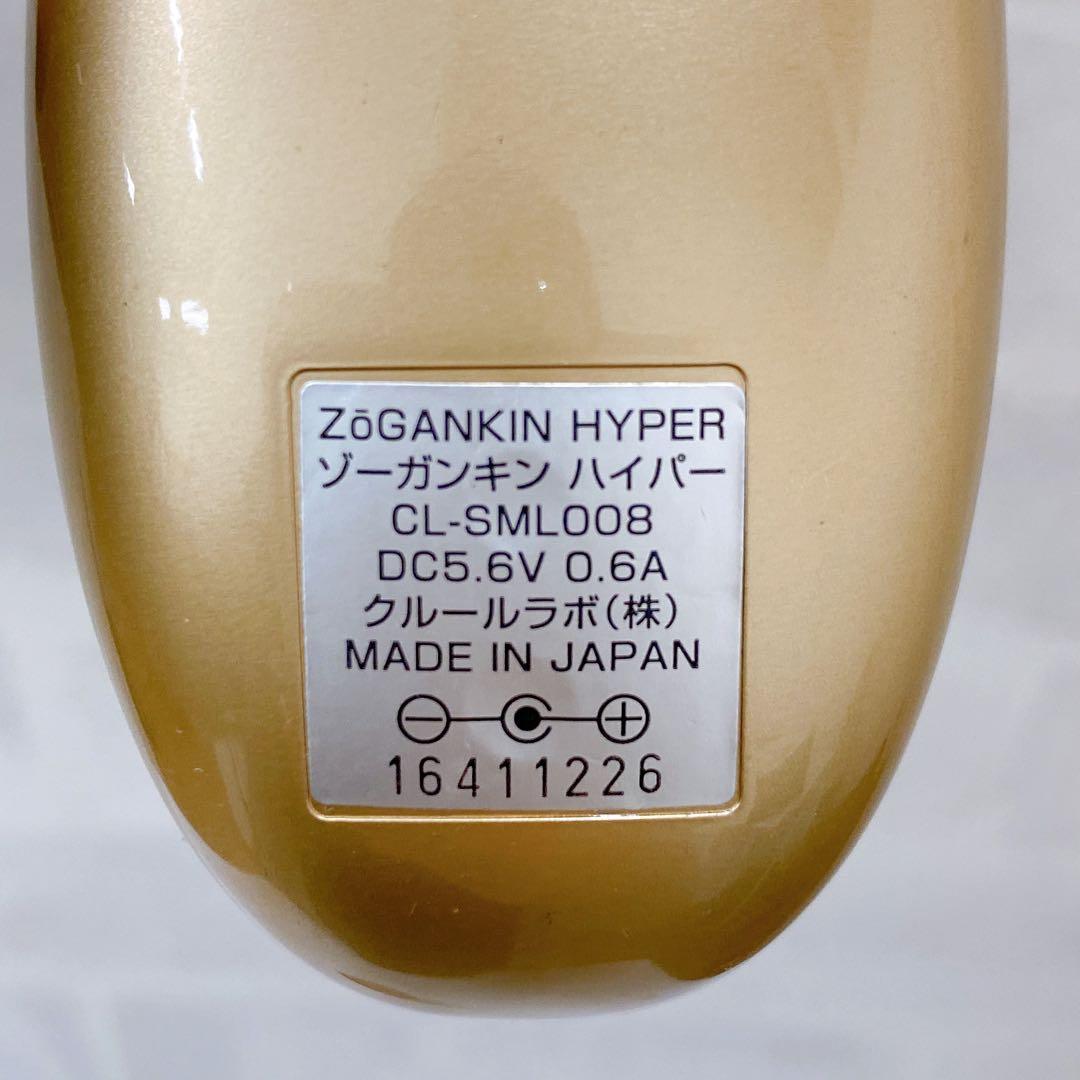 ZōGANKIN HYPER
ゾーガンキン ハイパー
CL-SML008
DC5.6V 0.6A
クルールラボ(株)
MADE IN JAPAN
16411226